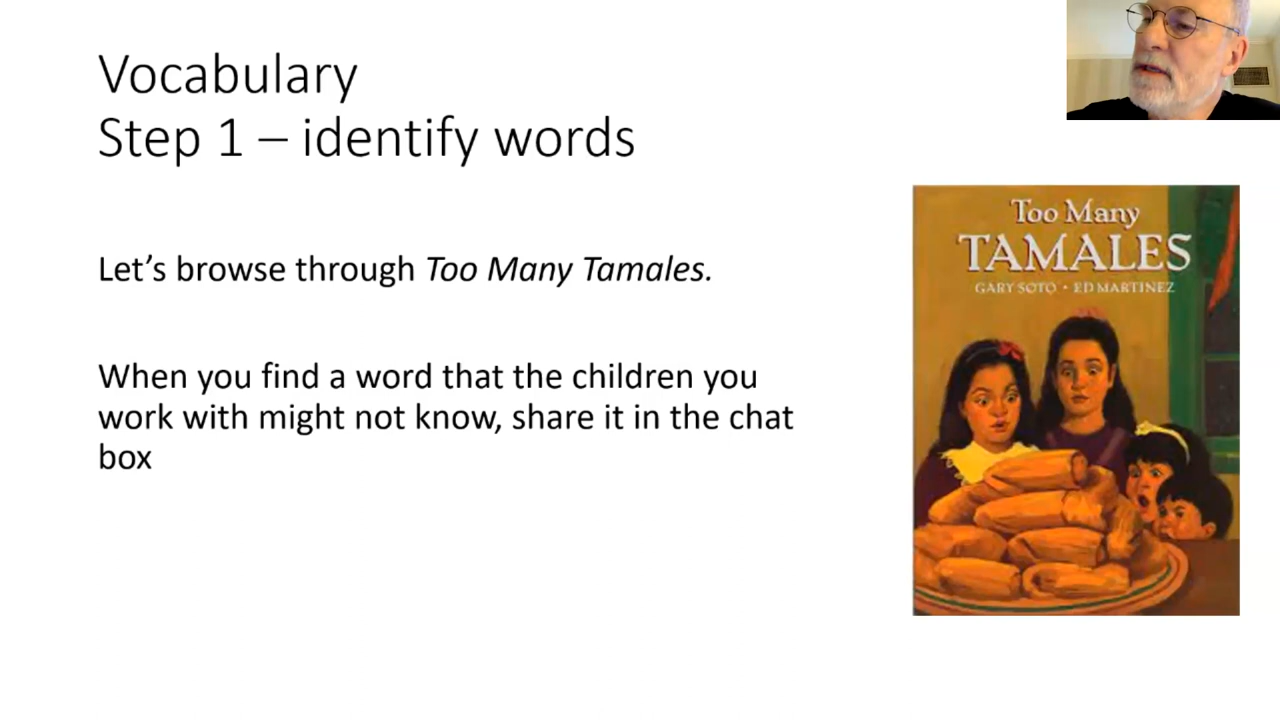 Vocabulary
Step 1 – identify words
Let’s browse through Too Many Tamales.
When you find a word that the children you
work with might not know, share it in the chat
box
Too Many
TAMALES
GARY SOTO • ED MARTINEZ